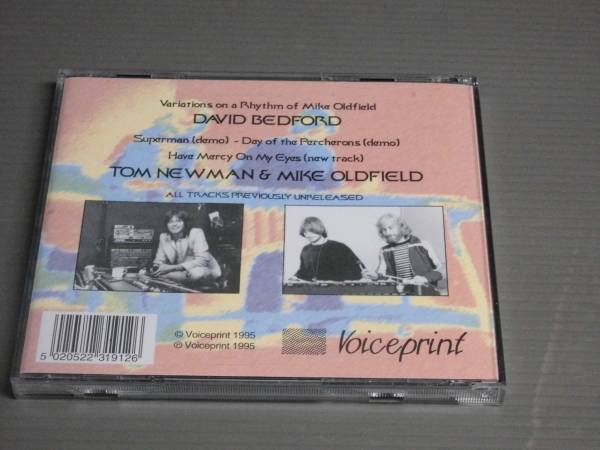 Variations on a Rhythm of Mike Oldfield
DAVID BEDFORD
Superman (demo) - Day of the Percherons (demo)
Have Mercy On My Eyes (new track)
TOM NEWMAN & MIKE OLDFIELD
ALL TRACKS PREVIOUSLY UNRELEASED
© Voiceprint 1995
℗ Voiceprint 1995
Voiceprint
5 020522 319126